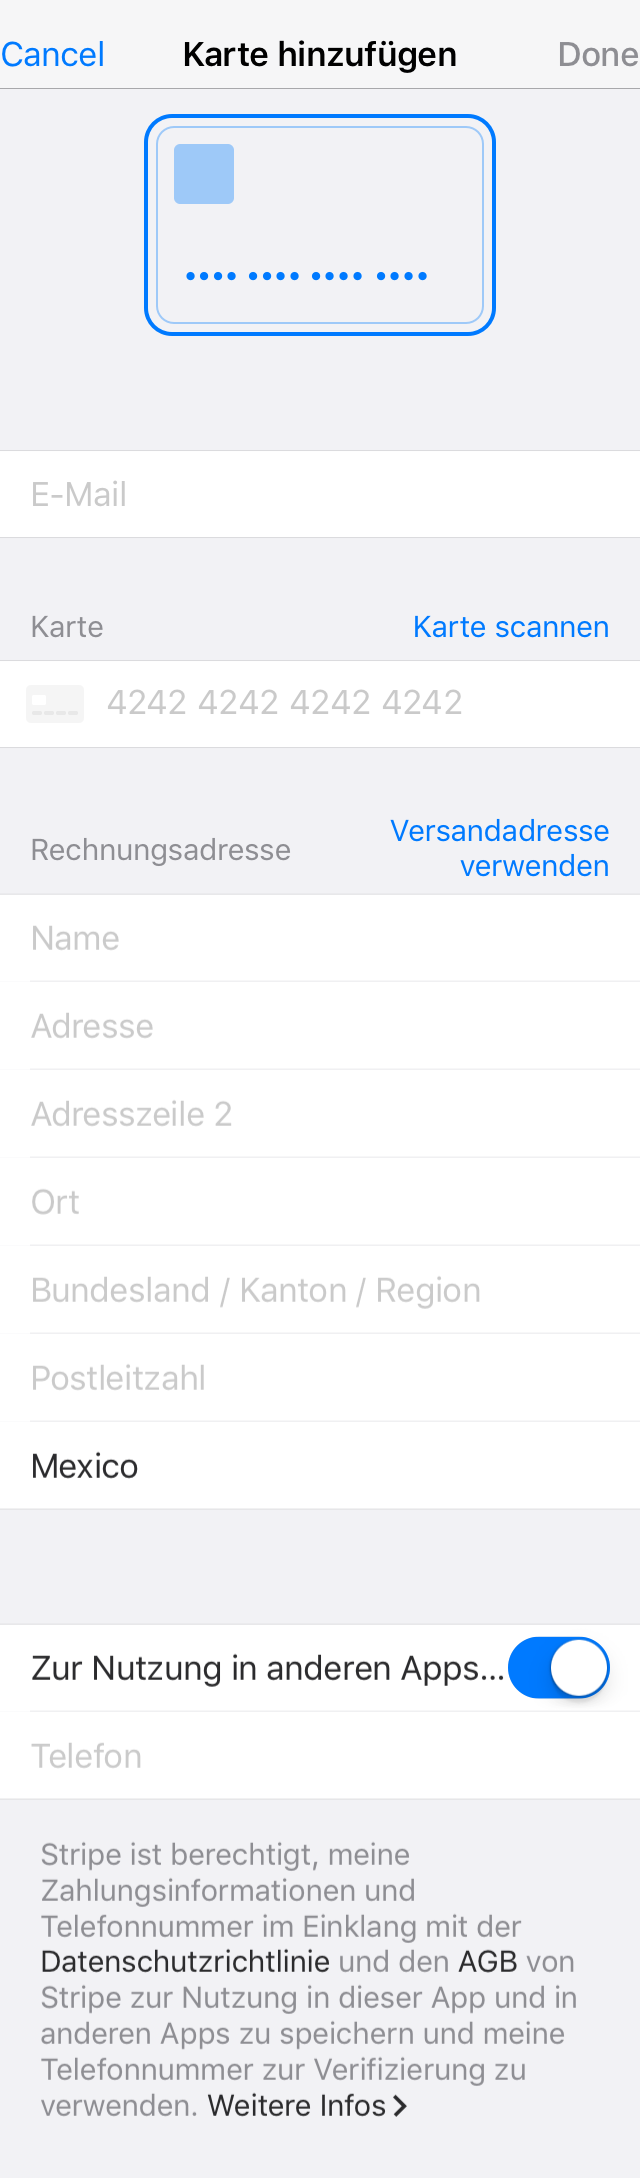 Cancel Karte hinzufügen Done
•••• •••• •••• ••••
E-Mail
Karte Karte scannen
4242 4242 4242 4242
Rechnungsadresse Versandadresse
verwenden
Name
Adresse
Adresszeile 2
Ort
Bundesland / Kanton / Region
Postleitzahl
Mexico
Zur Nutzung in anderen Apps...
Telefon
Stripe ist berechtigt, meine
Zahlungsinformationen und
Telefonnummer im Einklang mit der
Datenschutzrichtlinie und den AGB von
Stripe zur Nutzung in dieser App und in
anderen Apps zu speichern und meine
Telefonnummer zur Verifizierung zu
verwenden. Weitere Infos